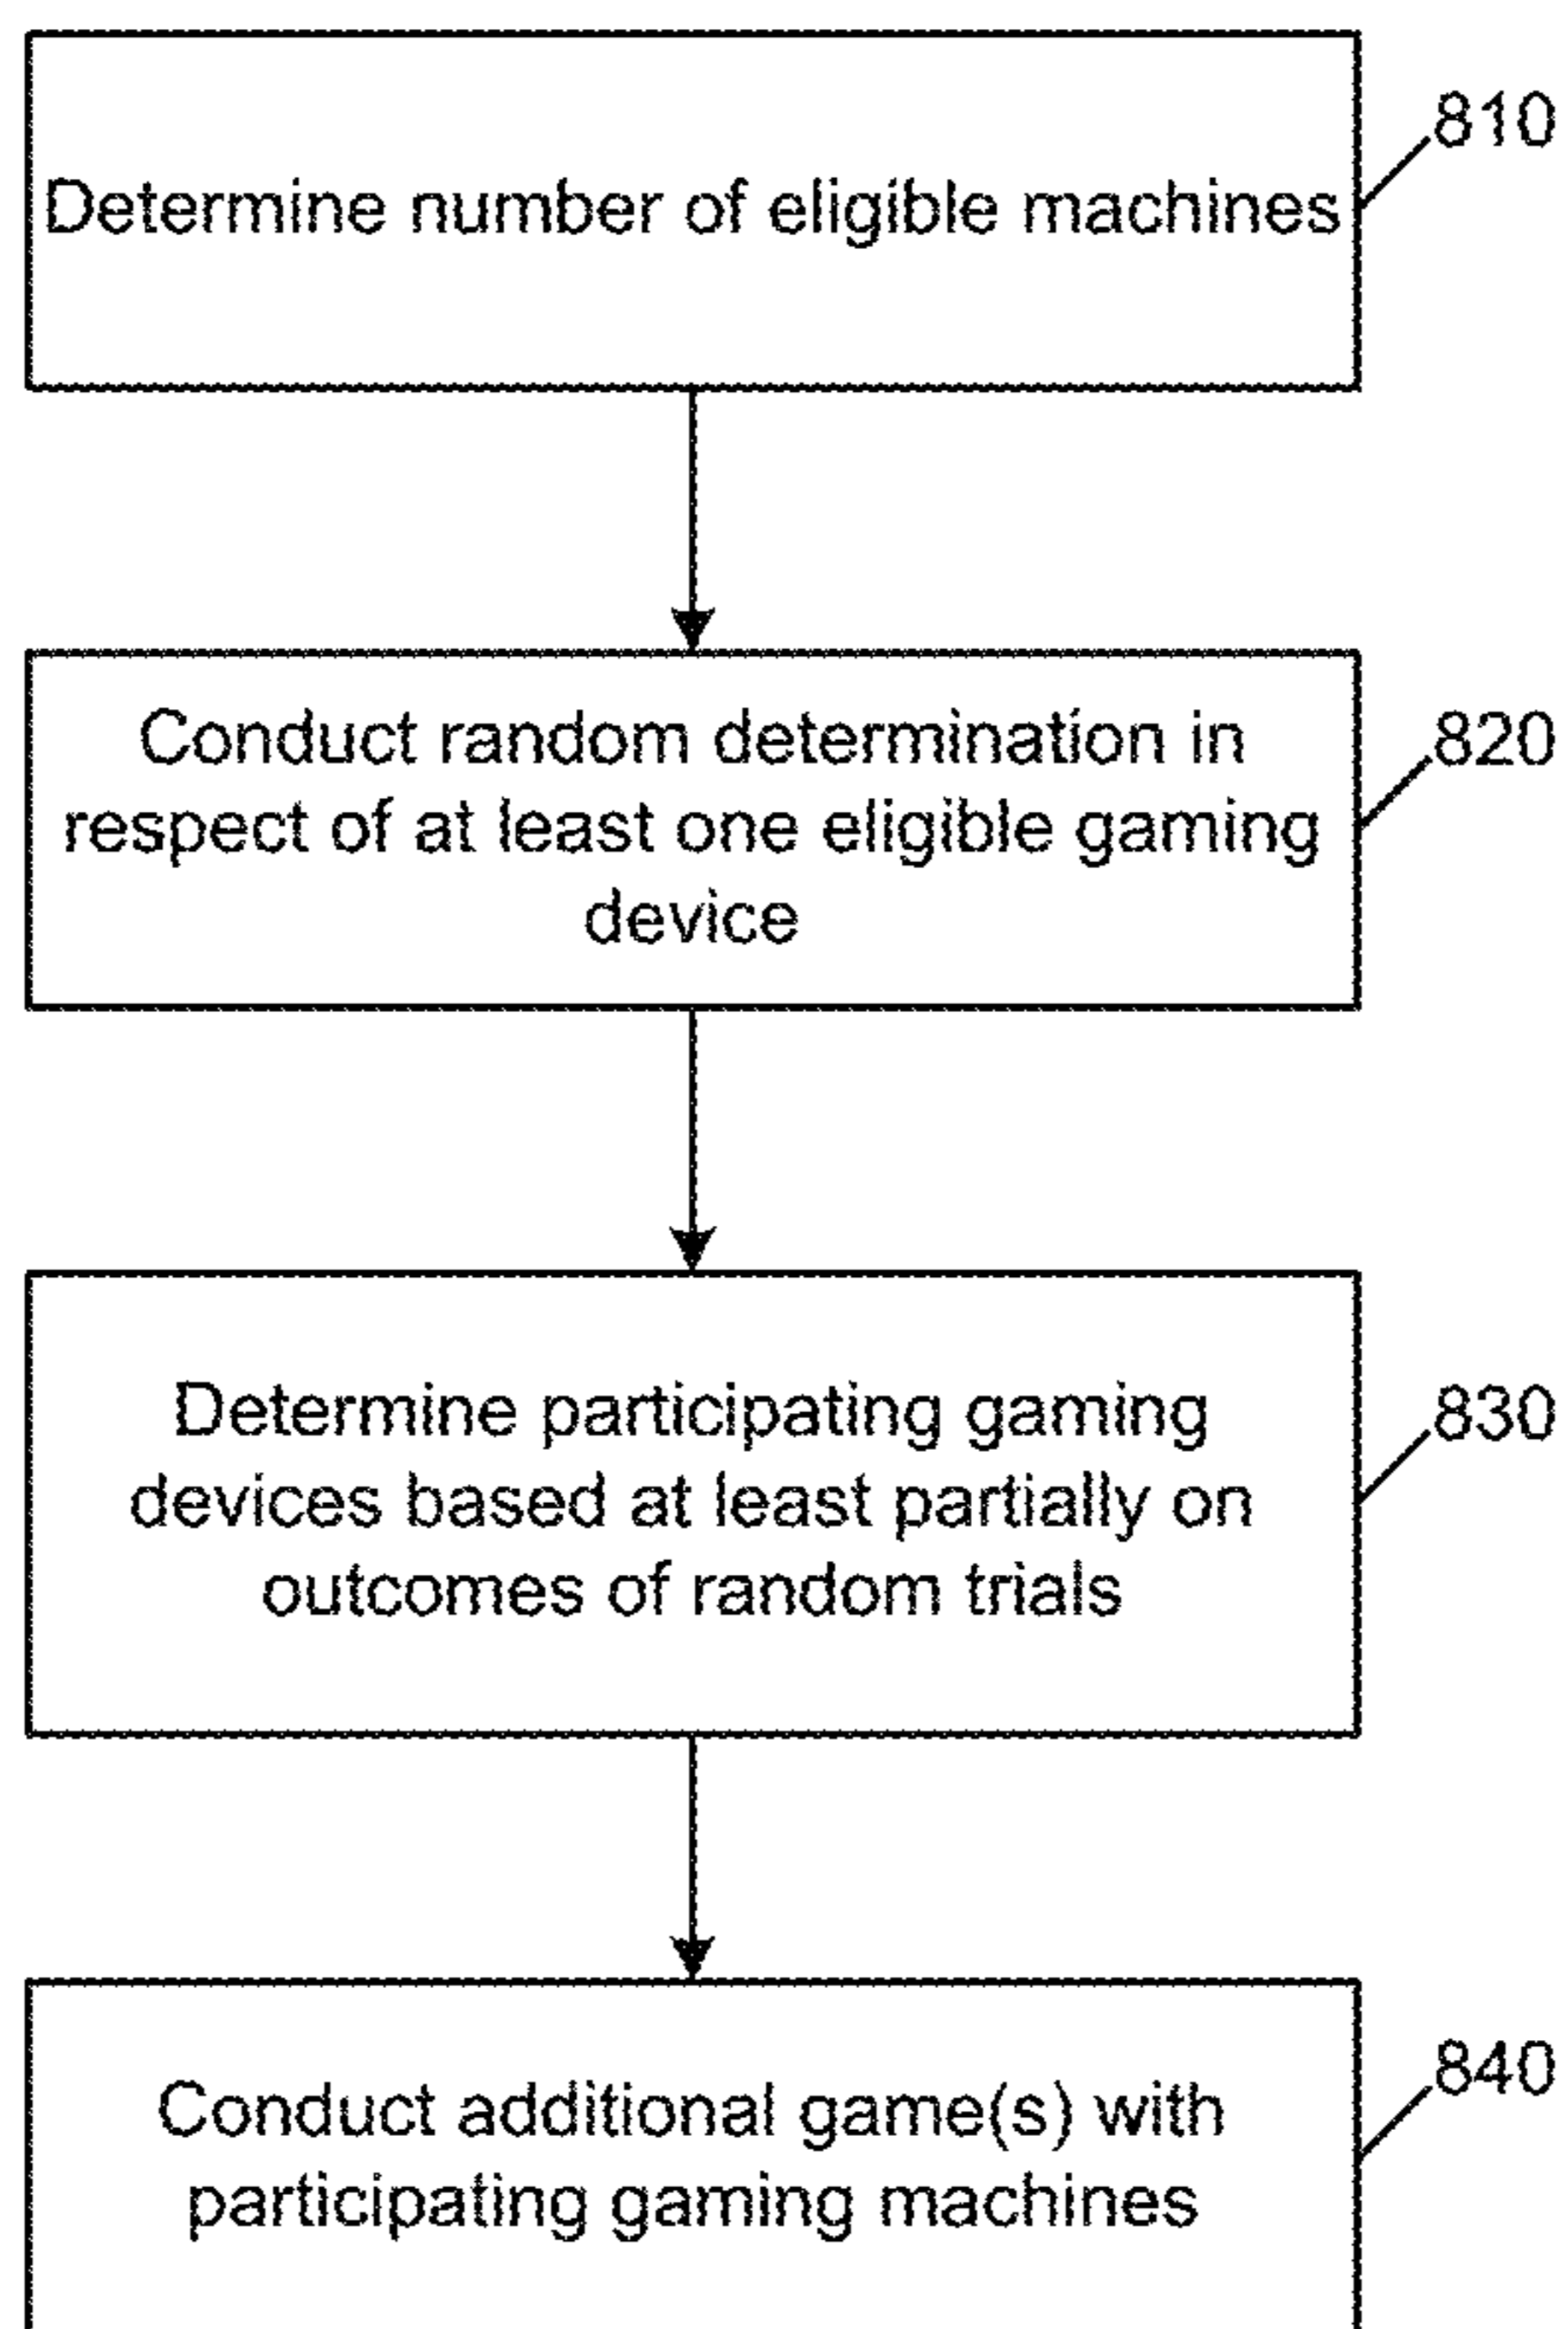 810
Determine number of eligible machines
820
Conduct random determination in
respect of at least one eligible gaming
device
830
Determine participating gaming
devices based at least partially on
outcomes of random trials
840
Conduct additional game(s) with
participating gaming machines